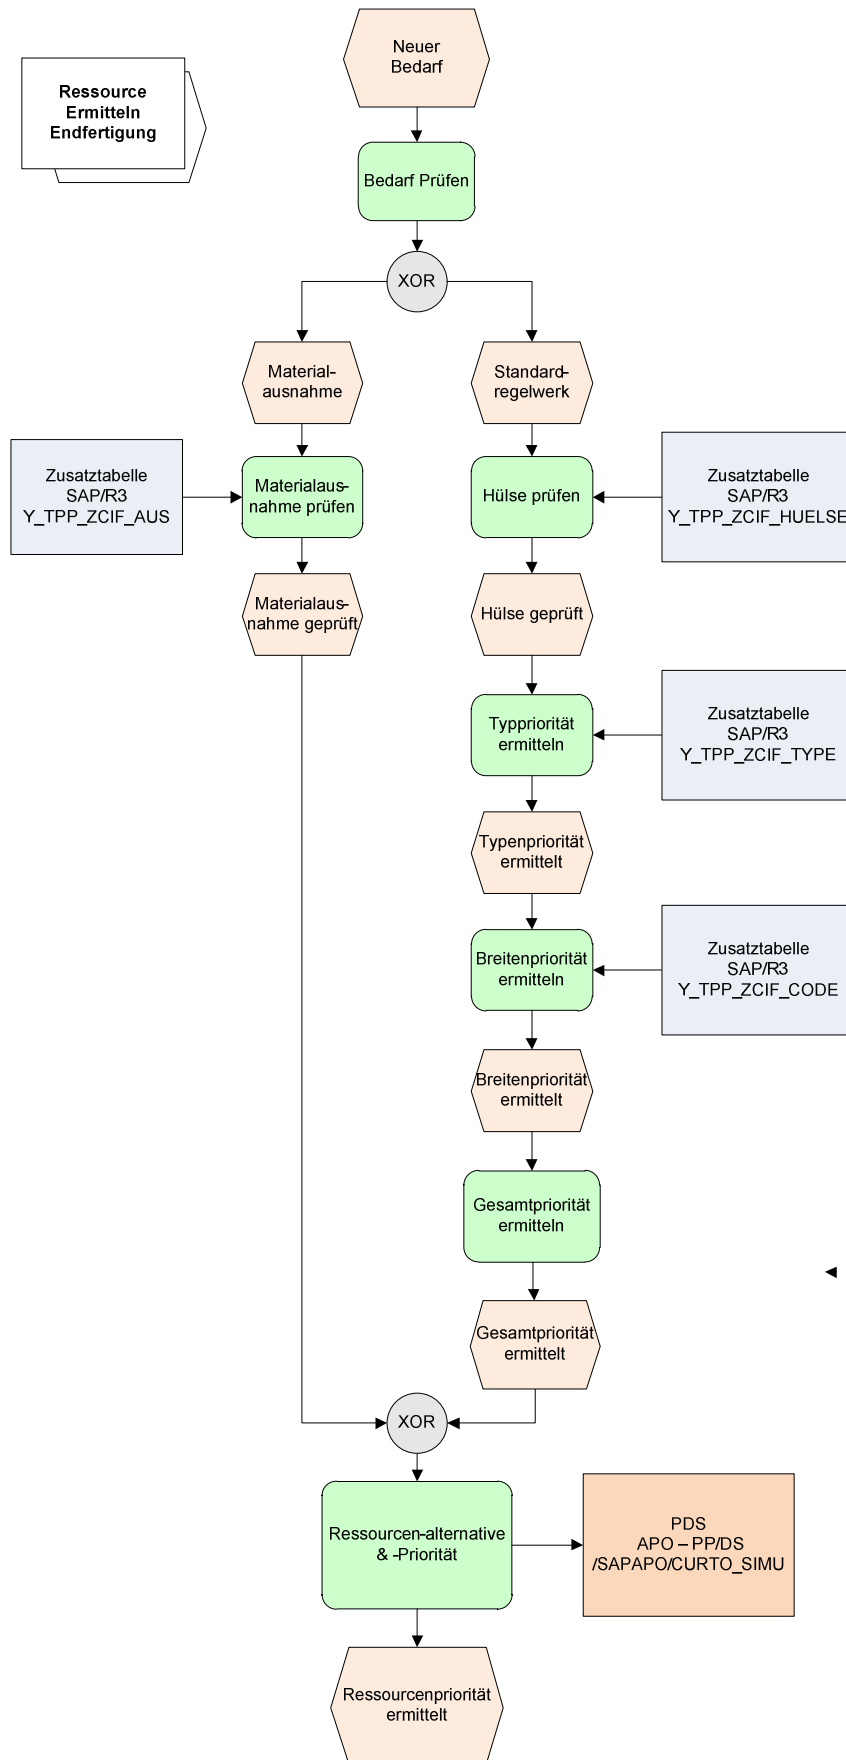 Neuer
Bedarf
Ressource
Ermitteln
Endfertigung
Bedarf Prüfen
XOR
Material-
ausnahme
Standard-
regelwerk
Zusatztabelle
SAP/R3
Y_TPP_ZCIF_AUS
Materialaus-
nahme prüfen
Hülse prüfen
Zusatztabelle
SAP/R3
Y_TPP_ZCIF_HUELSE
Materialaus-
nahme geprüft
Hülse geprüft
Typpriorität
ermitteln
Zusatztabelle
SAP/R3
Y_TPP_ZCIF_TYPE
Typenpriorität
ermittelt
Breitenpriorität
ermitteln
Zusatztabelle
SAP/R3
Y_TPP_ZCIF_CODE
Breitenpriorität
ermittelt
Gesamtpriorität
ermitteln
Gesamtpriorität
ermittelt
XOR
Ressourcen-alternative
& -Priorität
PDS
APO – PP/DS
/SAPAPO/CURTO_SIMU
Ressourcenpriorität
ermittelt